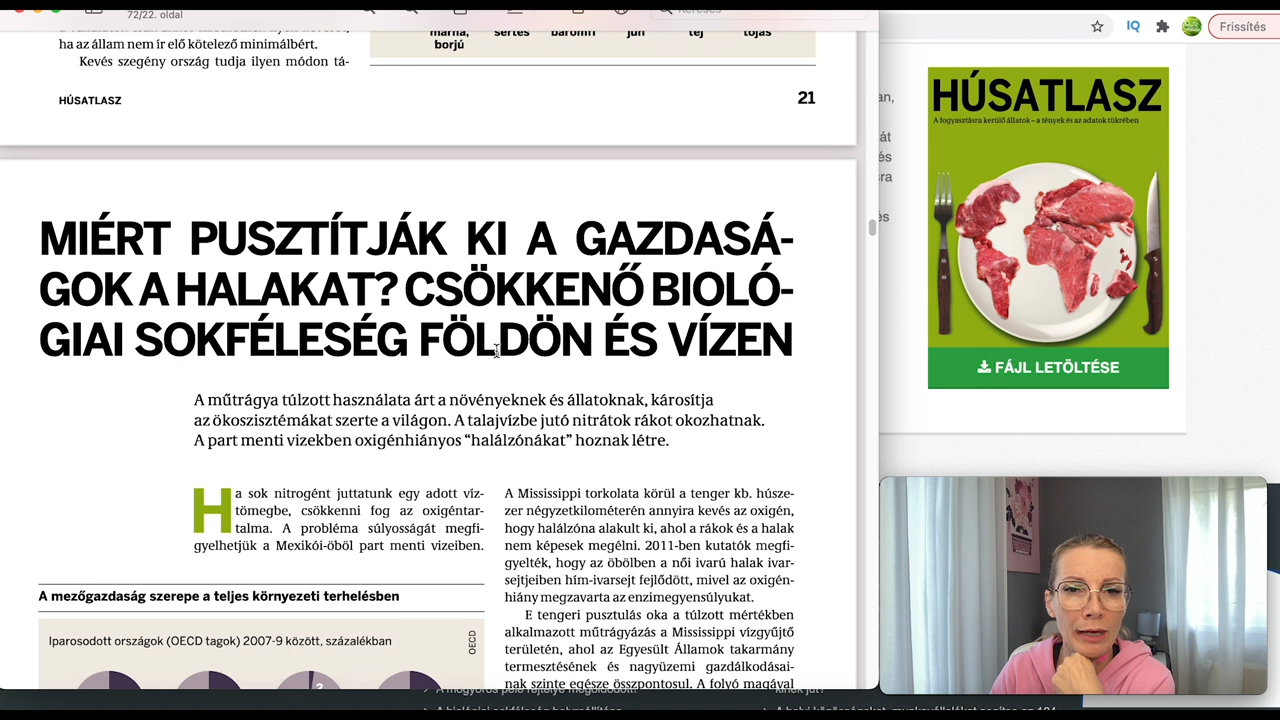 72/22. oldal
Keresés
ha az állam nem ír elő kötelező minimálbért.
Kevés szegény ország tudja ilyen módon tá-
marha,
borjú
sertés
baromfi
juh
tej
tojás
HÚSATLASZ
21
MIÉRT PUSZTÍTJÁK KI A GAZDASÁ-
GOK A HALAKAT? CSÖKKENŐ BIOLÓ-
GIAI SOKFÉLESÉG FÖLDÖN ÉS VÍZEN
A műtrágya túlzott használata árt a növényeknek és állatoknak, károsítja
az ökoszisztémákat szerte a világon. A talajvízbe jutó nitrátok rákot okozhatnak.
A part menti vizekben oxigénhiányos “halálzónákat” hoznak létre.
Ha sok nitrogént juttatunk egy adott víz-
tömegbe, csökkenni fog az oxigéntar-
talma. A probléma súlyosságát megfi-
gyelhetjük a Mexikói-öböl part menti vizeiben.
A mezőgazdaság szerepe a teljes környezeti terhelésben
Iparosodott országok (OECD tagok) 2007-9 között, százalékban
OECD
2
A Mississippi torkolata körül a tenger kb. húsze-
zer négyzetkilométerén annyira kevés az oxigén,
hogy halálzóna alakult ki, ahol a rákok és a halak
nem képesek megélni. 2011-ben kutatók megfi-
gyelték, hogy az öbölben a női ivarú halak ivar-
sejtjeiben hím-ivarsejt fejlődött, mivel az oxigén-
hiány megzavarta az enzimegyensúlyukat.
E tengeri pusztulás oka a túlzott mértékben
alkalmazott műtrágyázás a Mississippi vízgyűjtő
területén, ahol az Egyesült Államok takarmány
termesztésének és nagyüzemi gazdálkodásai-
nak szinte egésze összpontosul. A folyó magával
IQ
Frissítés
an,
át
és
sra
és
HÚSATLASZ
A fogyasztásra kerülő állatok – a tények és az adatok tükrében
FÁJL LETÖLTÉSE